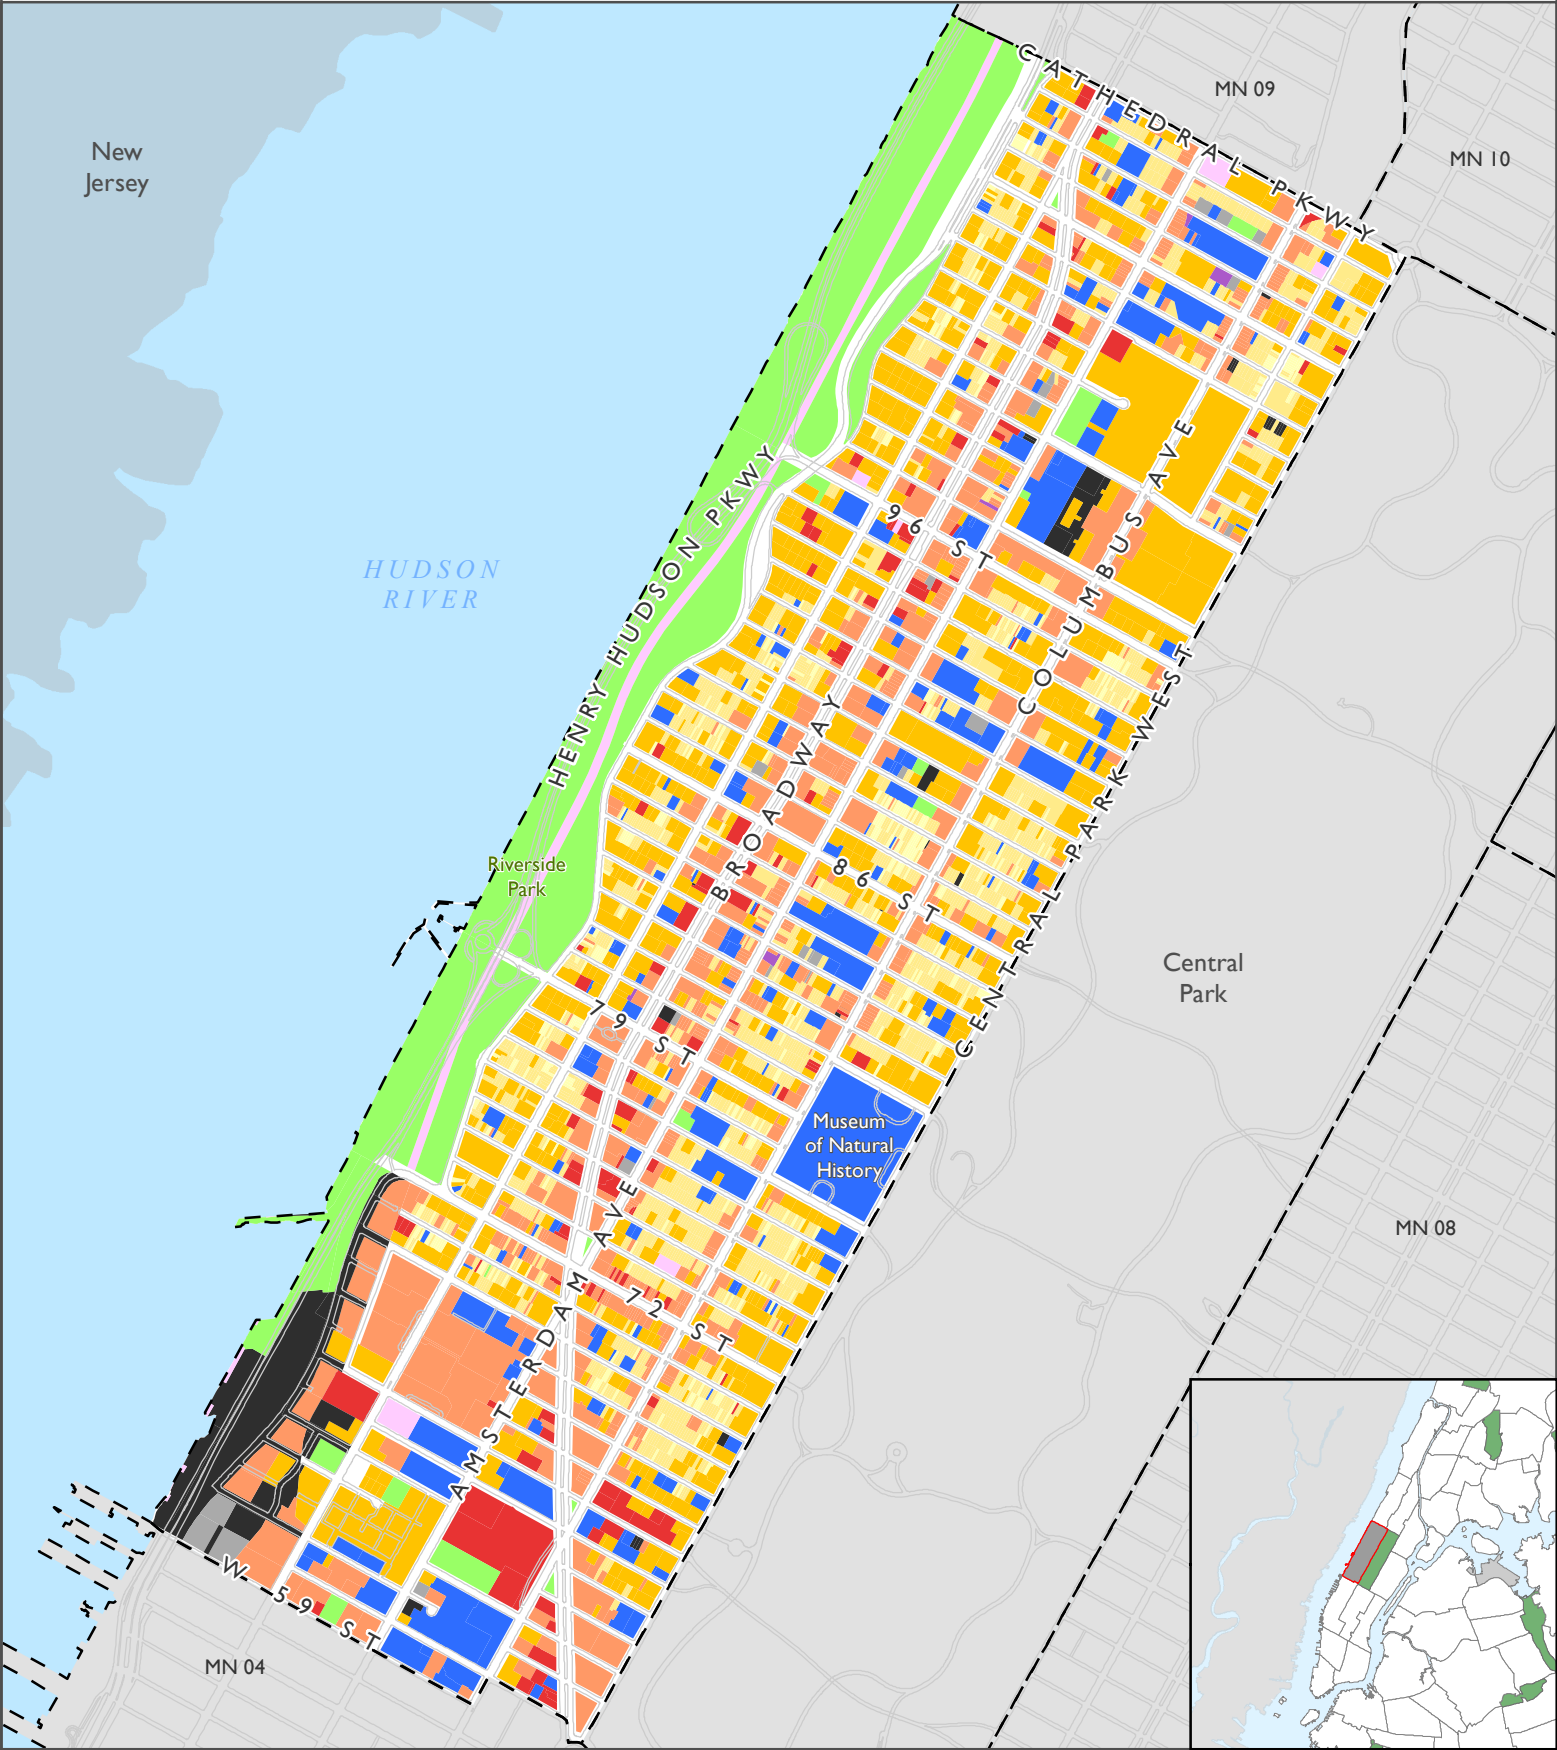 CATHEDRAL PKWY
MN 09
MN 10
New
Jersey
HENRY HUDSON PKWY
COLUMBUS AVE
96 ST
HUDSON
RIVER
BROADWAY
CENTRAL PARK WEST
Riverside
Park
86 ST
Central
Park
79 ST
Museum
of Natural
History
MN 08
72 ST
AMSTERDAM AVE
W 59 ST
MN 04